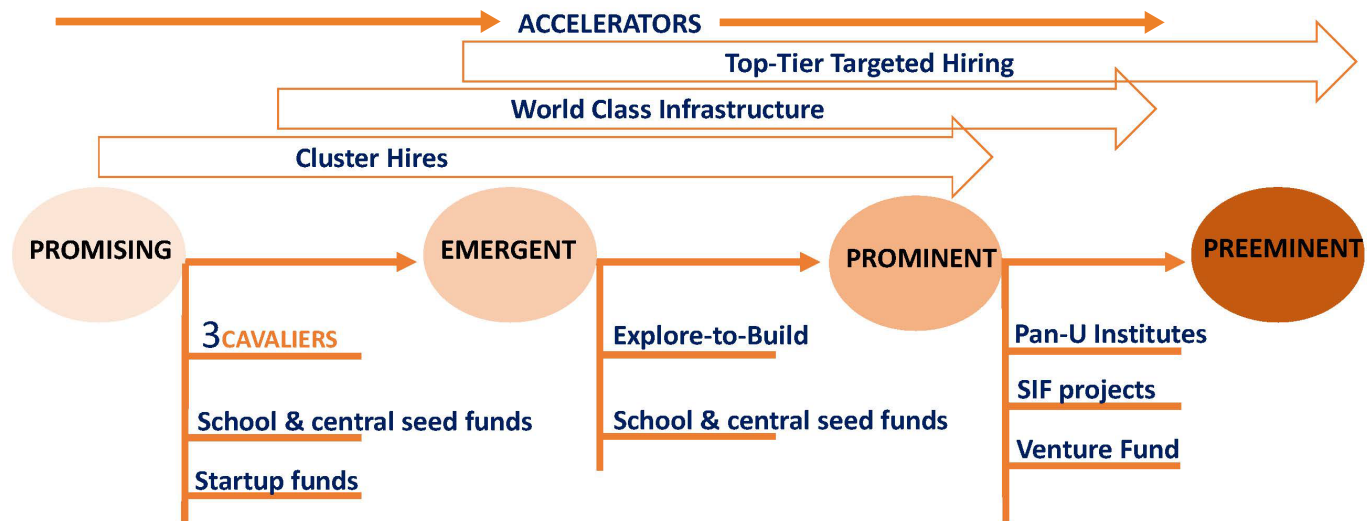 ACCELERATORS
Top-Tier Targeted Hiring
World Class Infrastructure
Cluster Hires
PROMISING
EMERGENT
PROMINENT
PREEMINENT
3CAVALIERS
School & central seed funds
Startup funds
Explore-to-Build
School & central seed funds
Pan-U Institutes
SIF projects
Venture Fund